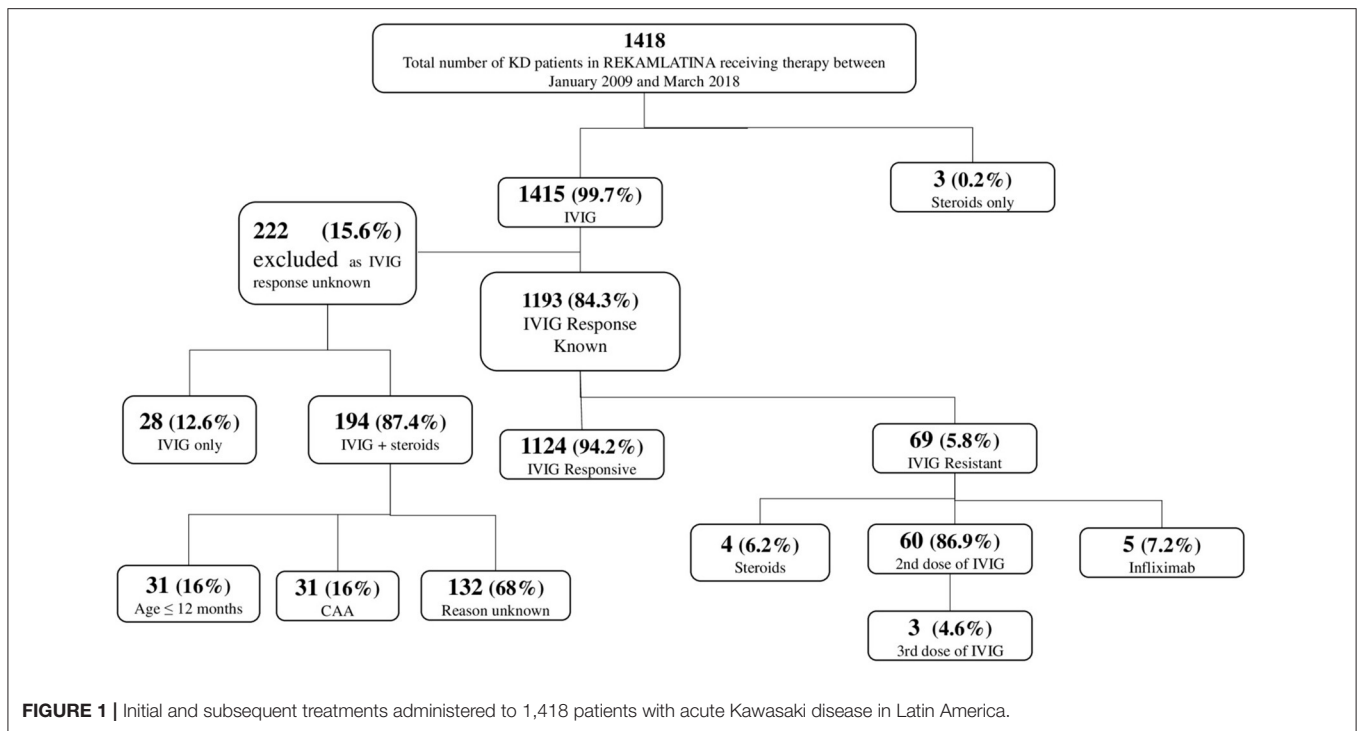 1418
Total number of KD patients in REKAMLATINA receiving therapy between
January 2009 and March 2018
3 (0.2%)
Steroids only
1415 (99.7%)
IVIG
222 (15.6%)
excluded as IVIG
response unknown
1193 (84.3%)
IVIG Response
Known
28 (12.6%)
IVIG only
194 (87.4%)
IVIG + steroids
1124 (94.2%)
IVIG Responsive
69 (5.8%)
IVIG Resistant
31 (16%)
Age ≤ 12 months
31 (16%)
CAA
132 (68%)
Reason unknown
4 (6.2%)
Steroids
60 (86.9%)
2nd dose of IVIG
5 (7.2%)
Infliximab
3 (4.6%)
3rd dose of IVIG
FIGURE 1 | Initial and subsequent treatments administered to 1,418 patients with acute Kawasaki disease in Latin America.